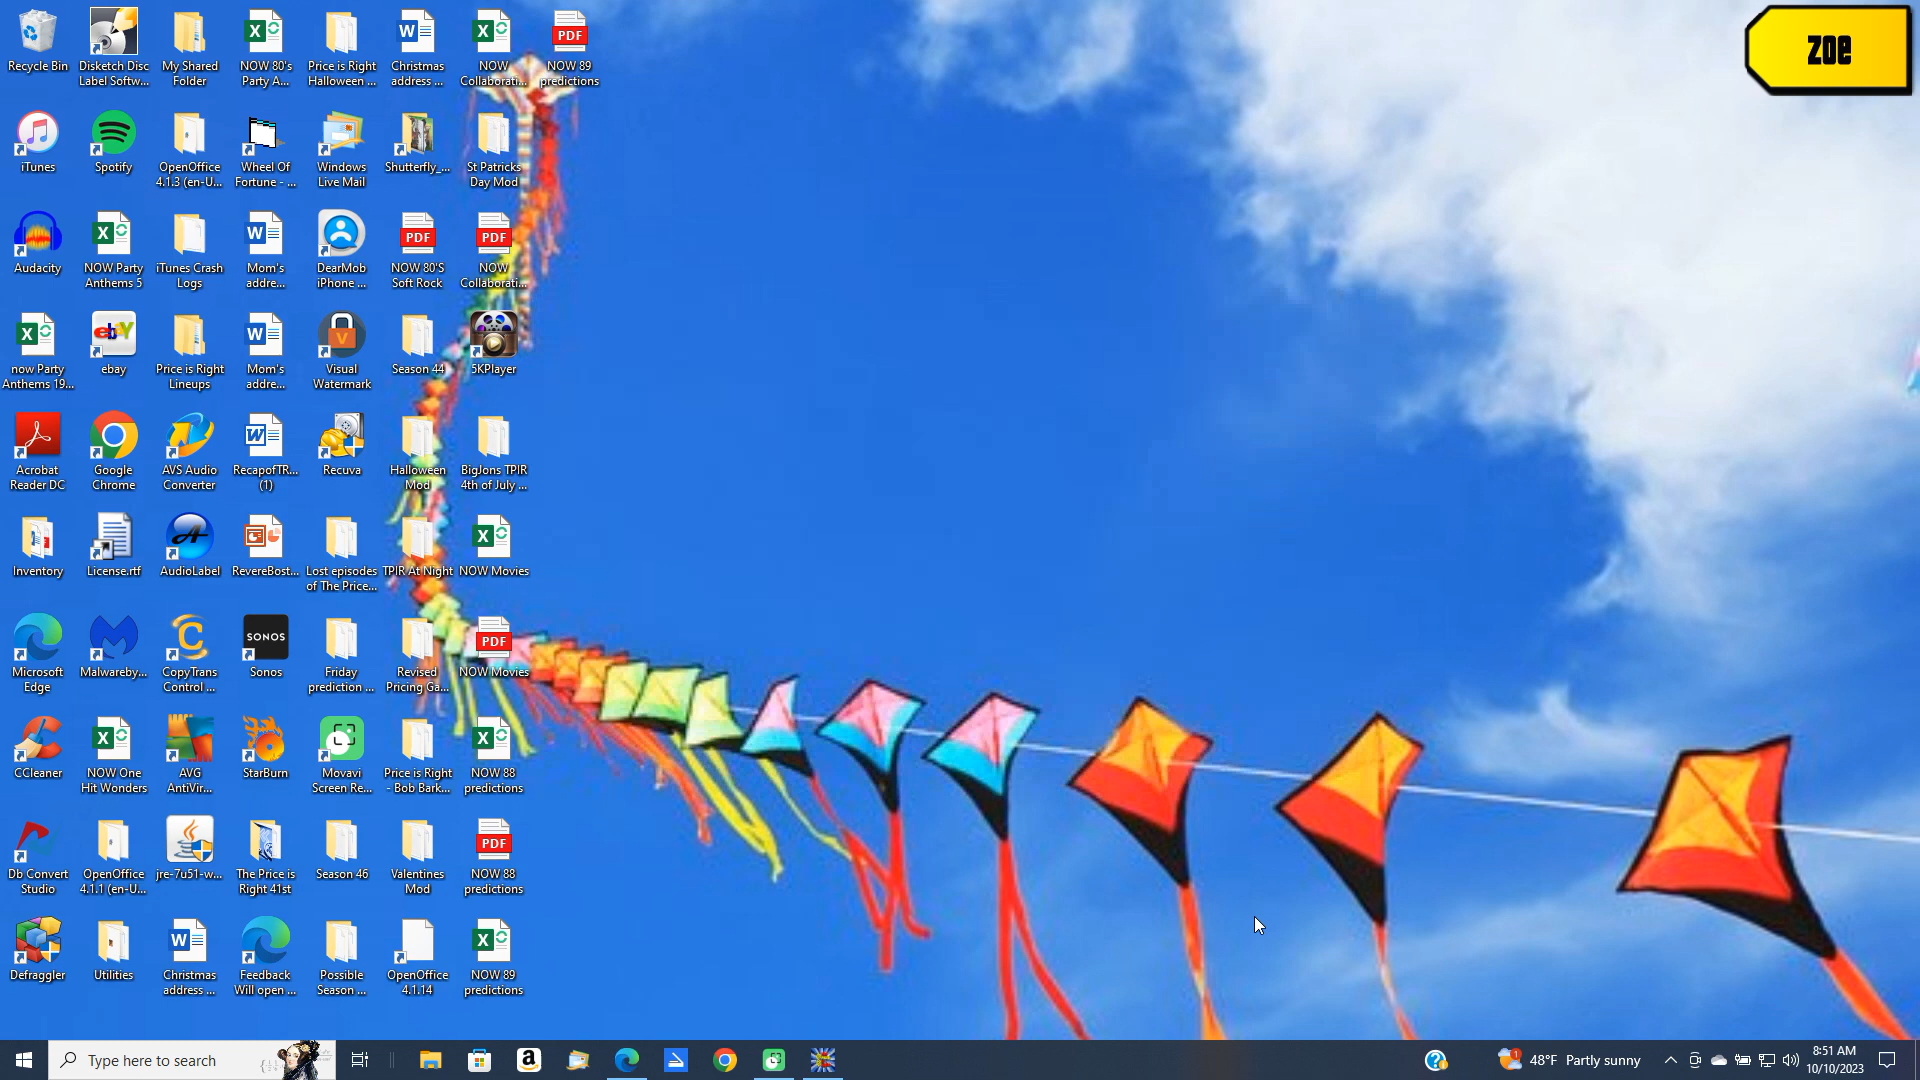 zoe
Recycle Bin
Disketch Disc
Label Softw...
My Shared
Folder
NOW 80's
Party A...
Price is Right
Halloween ...
Christmas
address ...
NOW
Collaborati...
PDF
NOW 89
predictions
iTunes
Spotify
OpenOffice
4.1.3 (en-U...
Wheel Of
Fortune - ...
Windows
Live Mail
Shutterfly_...
St Patricks
Day Mod
Audacity
NOW Party
Anthems 5
iTunes Crash
Logs
Mom's
addre...
DearMob
iPhone ...
PDF
NOW 80'S
Soft Rock
PDF
NOW
Collaborati...
now Party
Anthems 19...
ebay
ebay
Price is Right
Lineups
Mom's
addre...
Visual
Watermark
Season 44
5KPlayer
Acrobat
Reader DC
Google
Chrome
AVS Audio
Converter
RecapofTR...
(1)
Recuva
Halloween
Mod
BigJons TPIR
4th of July ...
Inventory
License.rtf
AudioLabel
RevereBost...
Lost episodes
of The Price...
TPIR At Night
NOW Movies
Microsoft
Edge
Malwareby...
CopyTrans
Control ...
SONOS
Sonos
Friday
prediction ...
Revised
Pricing Ga...
PDF
NOW Movies
CCleaner
NOW One
Hit Wonders
AVG
AntiVir...
StarBurn
Movavi
Screen Re...
Price is Right
- Bob Bark...
NOW 88
predictions
Db Convert
Studio
OpenOffice
4.1.1 (en-U...
jre-7u51-w...
The Price is
Right 41st
Season 46
Valentines
Mod
PDF
NOW 88
predictions
Defraggler
Utilities
Christmas
address ...
Feedback
Will open ...
Possible
Season ...
OpenOffice
4.1.14
NOW 89
predictions
Type here to search
48°F Partly sunny
8:51 AM
10/10/2023